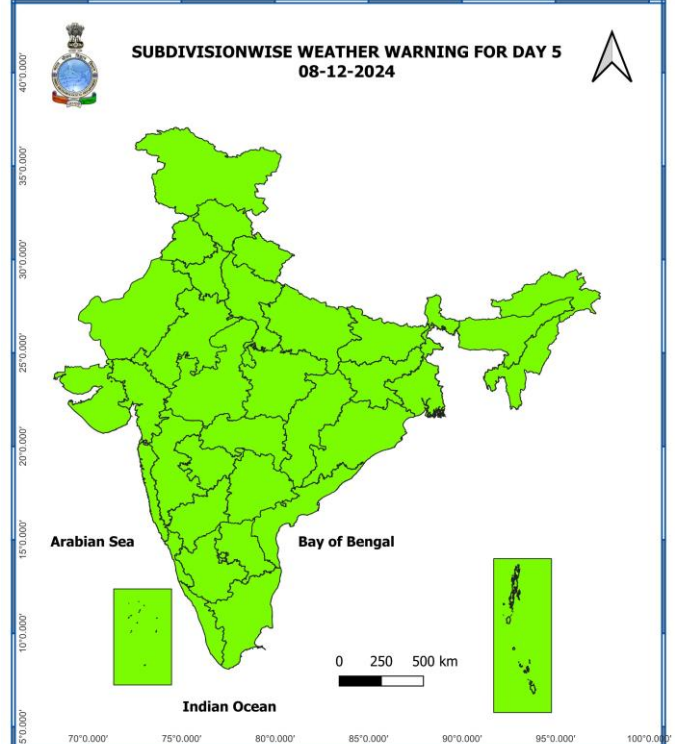 SUBDIVISIONWISE WEATHER WARNING FOR DAY 5
08-12-2024
40°0.000'
35°0.000'
30°0.000'
25°0.000'
20°0.000'
15°0.000'
10°0.000'
5°0.000'
Arabian Sea
Bay of Bengal
0 250 500 km
Indian Ocean
70°0.000' 75°0.000' 80°0.000' 85°0.000' 90°0.000' 95°0.000' 100°0.000'